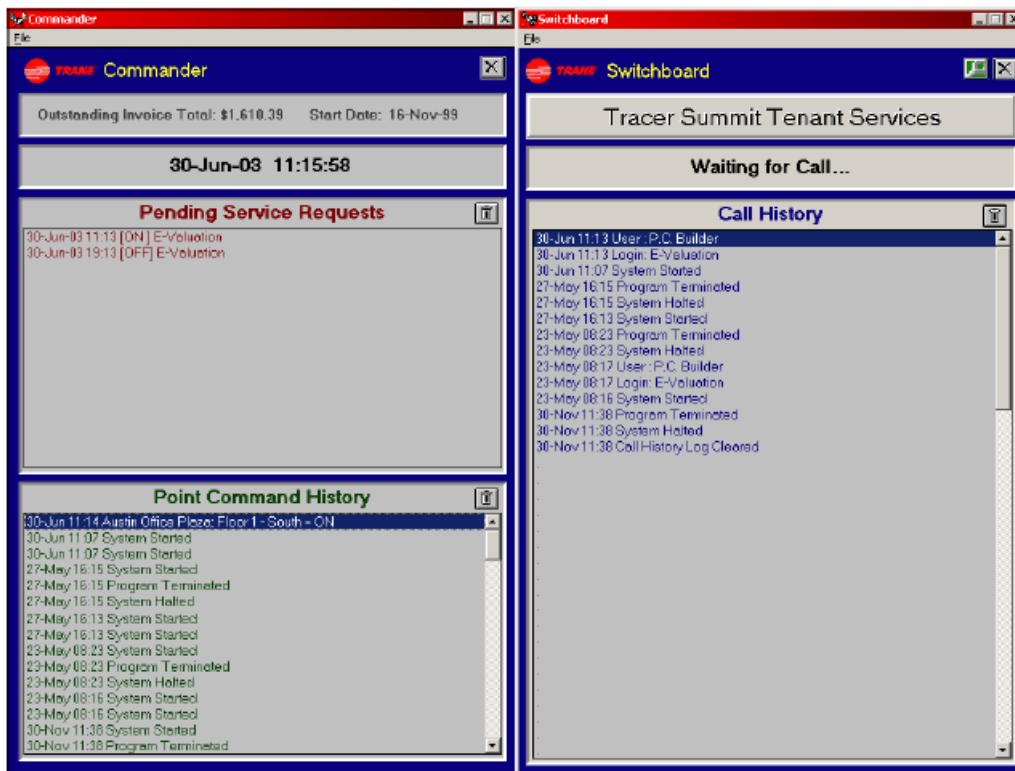 Commander
File
TRANE Commander
Outstanding Invoice Total: $1,610.39 Start Date: 16-Nov-99
30-Jun-03 11:15:58
Pending Service Requests
30-Jun-03 11:13 [ON ] E-Valuation
30-Jun-03 19:13 [OFF] E-Valuation
Point Command History
30-Jun 11:14 Austin Office Plaza: Floor 1 - South = ON
30-Jun 11:07 System Started
30-Jun 11:07 System Started
27-May 16:15 System Started
27-May 16:15 Program Terminated
27-May 16:15 System Halted
27-May 16:13 System Started
27-May 16:13 System Started
23-May 08:23 System Started
23-May 08:23 Program Terminated
23-May 08:23 System Halted
23-May 08:16 System Started
23-May 08:16 System Started
30-Nov 11:38 System Started
30-Nov 11:38 Program Terminated
Switchboard
File
TRANE Switchboard
Tracer Summit Tenant Services
Waiting for Call...
Call History
30-Jun 11:13 User : P.C. Builder
30-Jun 11:13 Login: E-Valuation
30-Jun 11:07 System Started
27-May 16:15 Program Terminated
27-May 16:15 System Halted
27-May 16:13 System Started
23-May 08:23 Program Terminated
23-May 08:23 System Halted
23-May 08:17 User : P.C. Builder
23-May 08:17 Login: E-Valuation
23-May 08:16 System Started
30-Nov 11:38 Program Terminated
30-Nov 11:38 System Halted
30-Nov 11:38 Call History Log Cleared